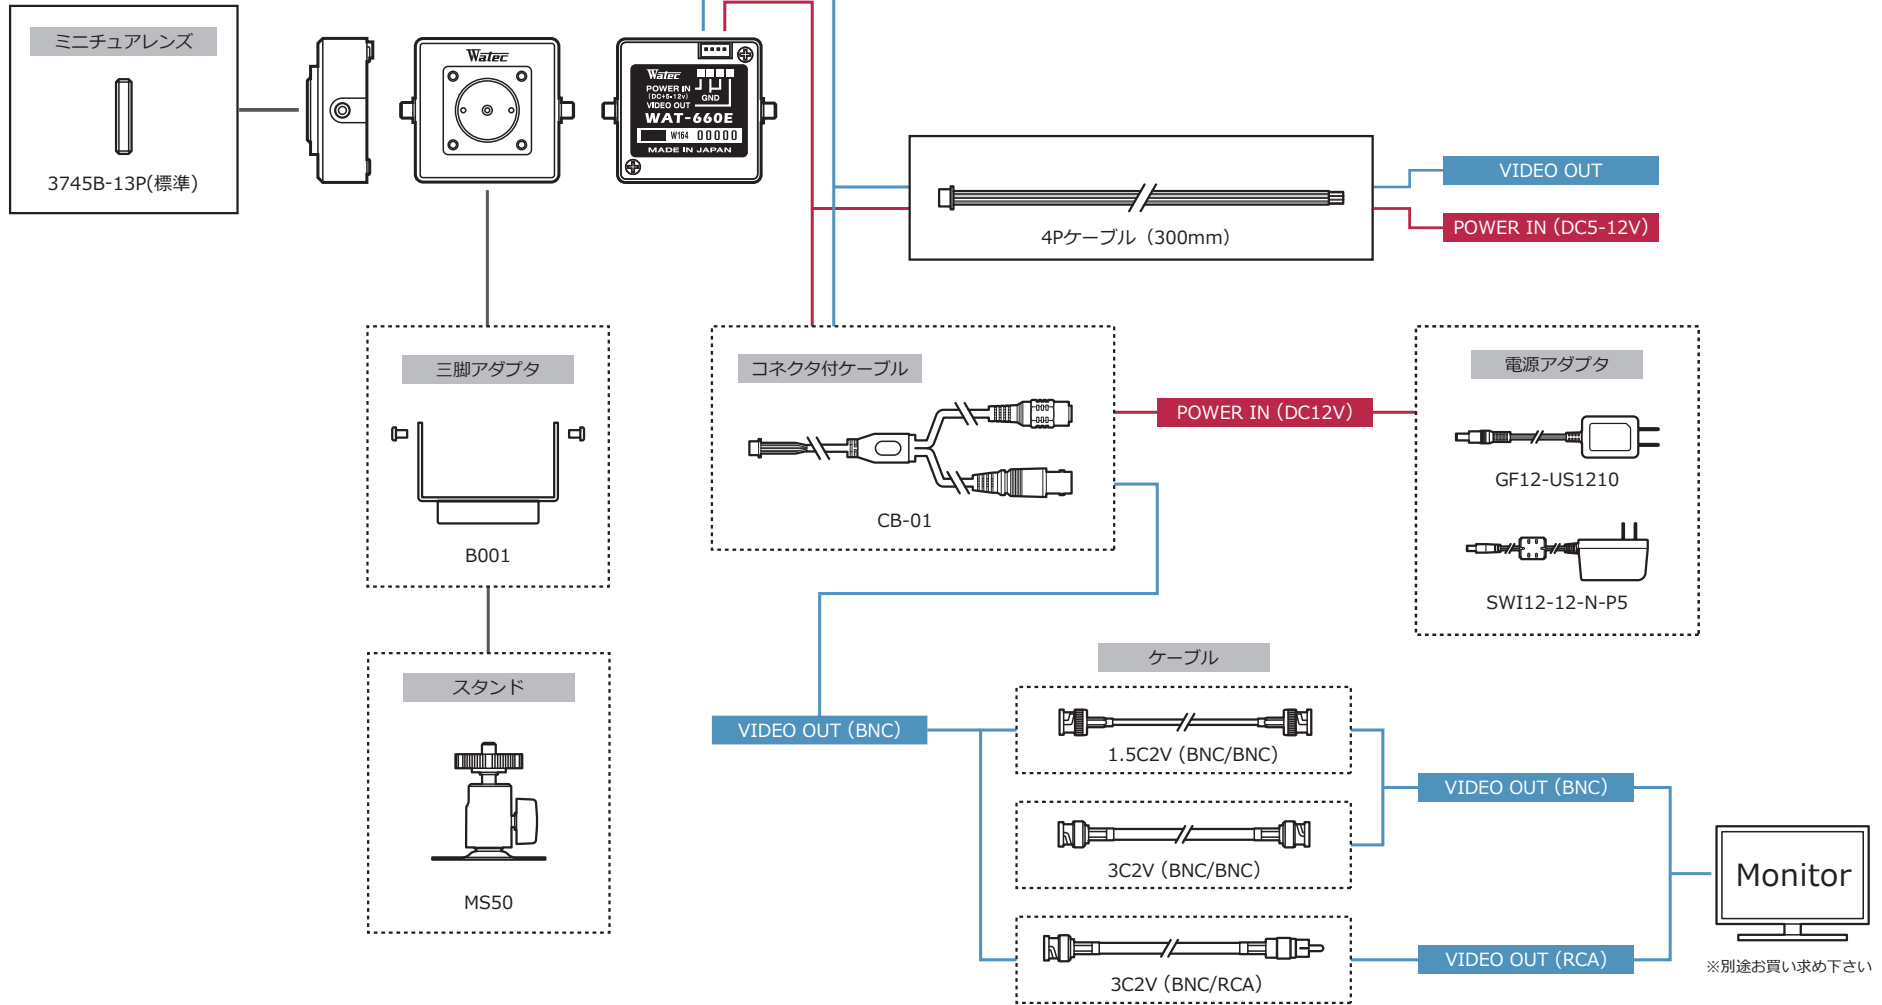 ミニチュアレンズ
3745B-13P(標準)
Watec
Watec
POWER IN
(DC+5-12V)
GND
VIDEO OUT
WAT-660E
W164 00000
MADE IN JAPAN
4Pケーブル（300mm）
VIDEO OUT
POWER IN（DC5-12V）
三脚アダプタ
B001
コネクタ付ケーブル
CB-01
POWER IN（DC12V）
電源アダプタ
GF12-US1210
SWI12-12-N-P5
スタンド
MS50
ケーブル
VIDEO OUT（BNC）
1.5C2V（BNC/BNC）
3C2V（BNC/BNC）
3C2V（BNC/RCA）
VIDEO OUT（BNC）
VIDEO OUT（RCA）
Monitor
※別途お買い求め下さい